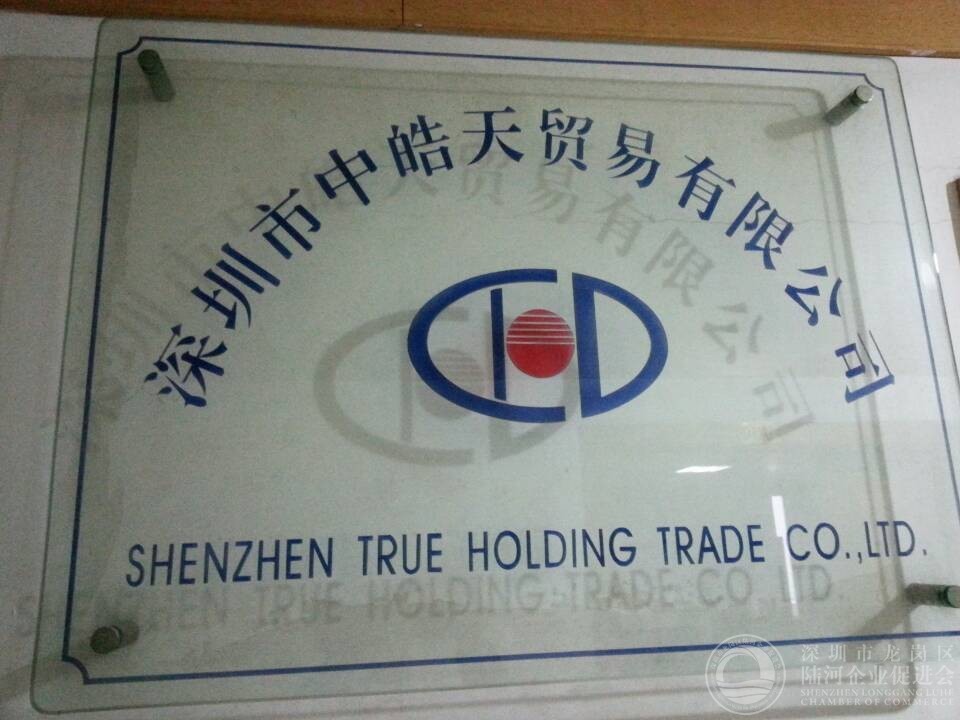 深圳市中皓天贸易有限公司
SHENZHEN TRUE HOLDING TRADE CO.,LTD.
深圳市龙岗区
陆河企业促进会
SHENZHEN LONGGANG LUHE
CHAMBER OF COMMERCE